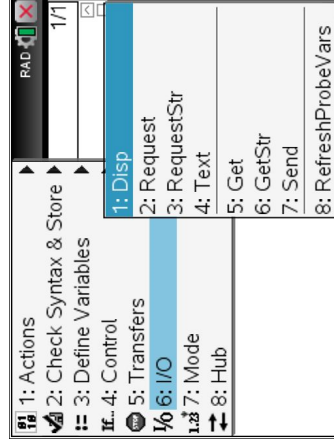 RAD
1/1
1: Actions
2: Check Syntax & Store
3: Define Variables
4: Control
5: Transfers
6: I/O
7: Mode
8: Hub
1: Disp
2: Request
3: RequestStr
4: Text
5: Get
6: GetStr
7: Send
8: RefreshProbeVars